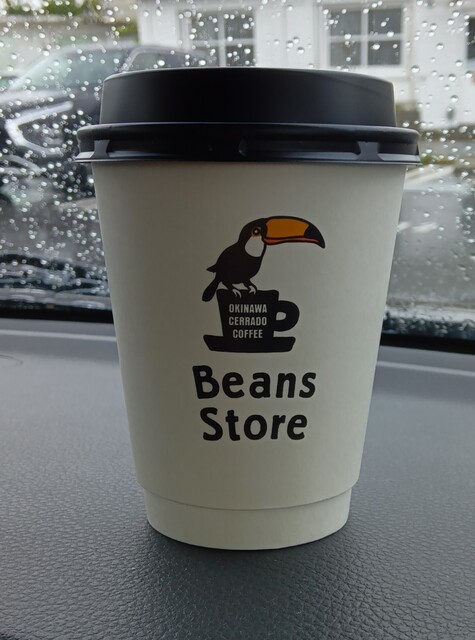 OKINAWA
CERRADO
COFFEE
Beans
Store